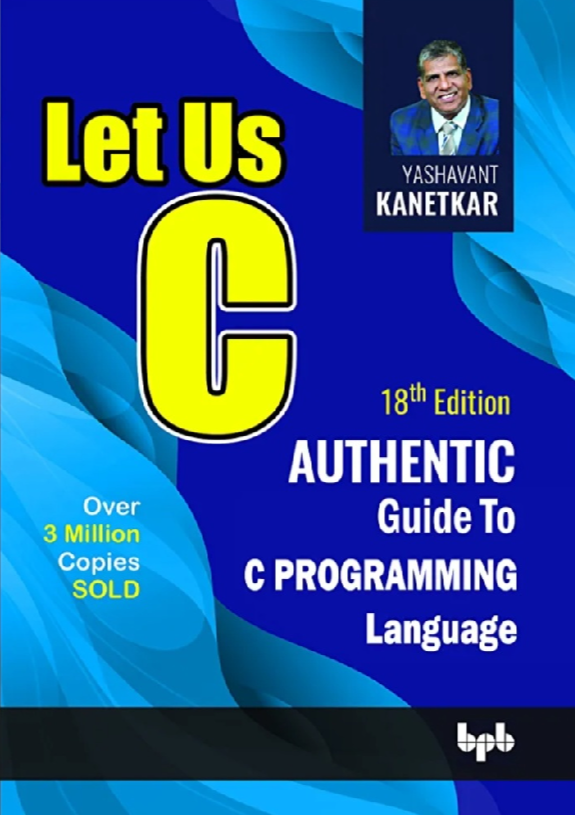 Let Us
C
YASHAVANT
KANETKAR
18th Edition
AUTHENTIC
Guide To
C PROGRAMMING
Language
Over
3 Million
Copies
SOLD
bpb